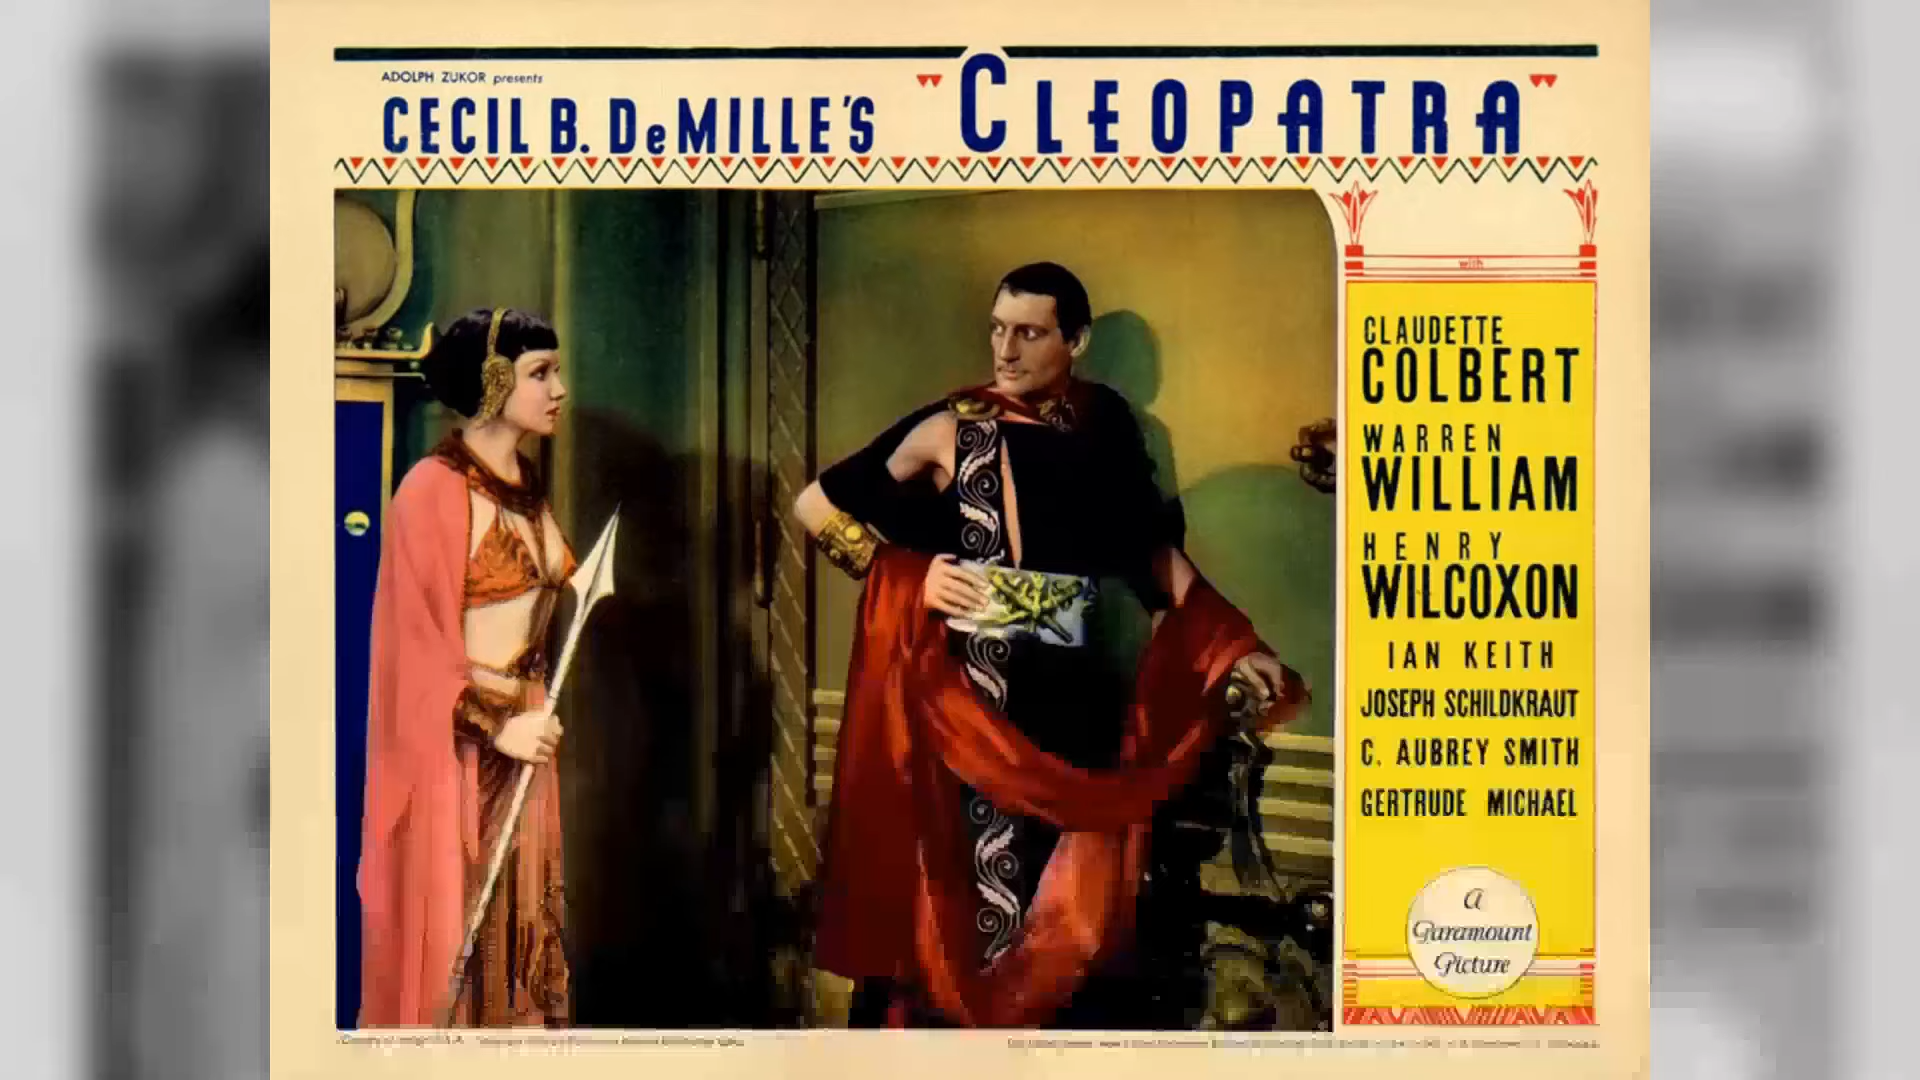 ADOLPH ZUKOR presents
CECIL B. DeMILLE'S "CLEOPATRA"
with
CLAUDETTE
COLBERT
WARREN
WILLIAM
HENRY
WILCOXON
IAN KEITH
JOSEPH SCHILDKRAUT
C. AUBREY SMITH
GERTRUDE MICHAEL
A
Paramount
Picture